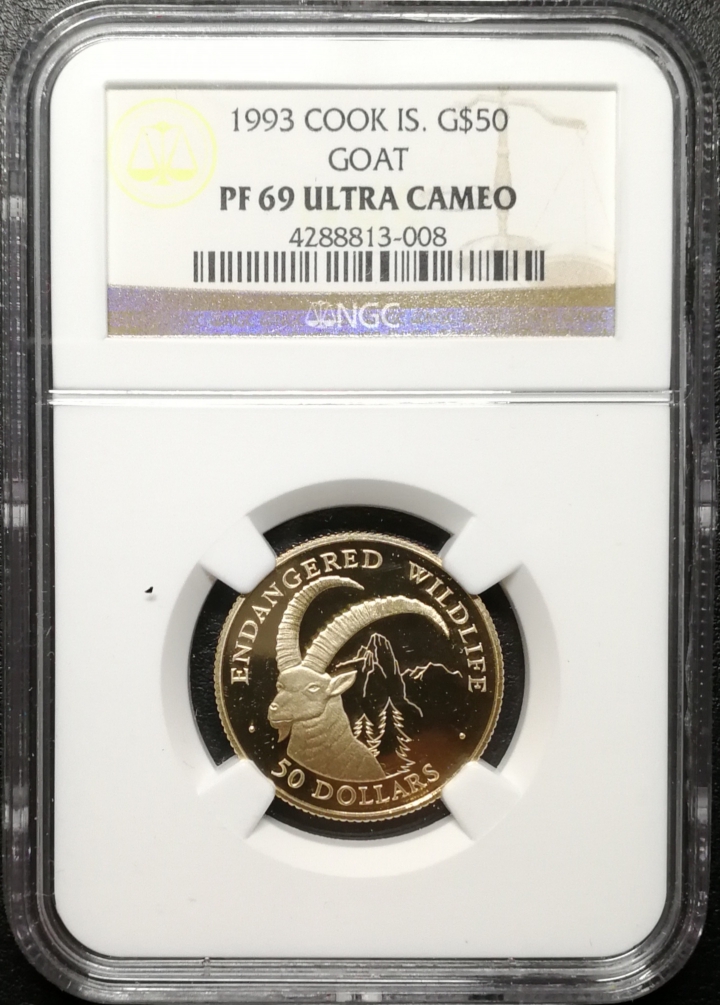 1993 COOK IS. G$50
GOAT
PF 69 ULTRA CAMEO
4288813-008
NGC
ENDANGERED WILDLIFE
50 DOLLARS